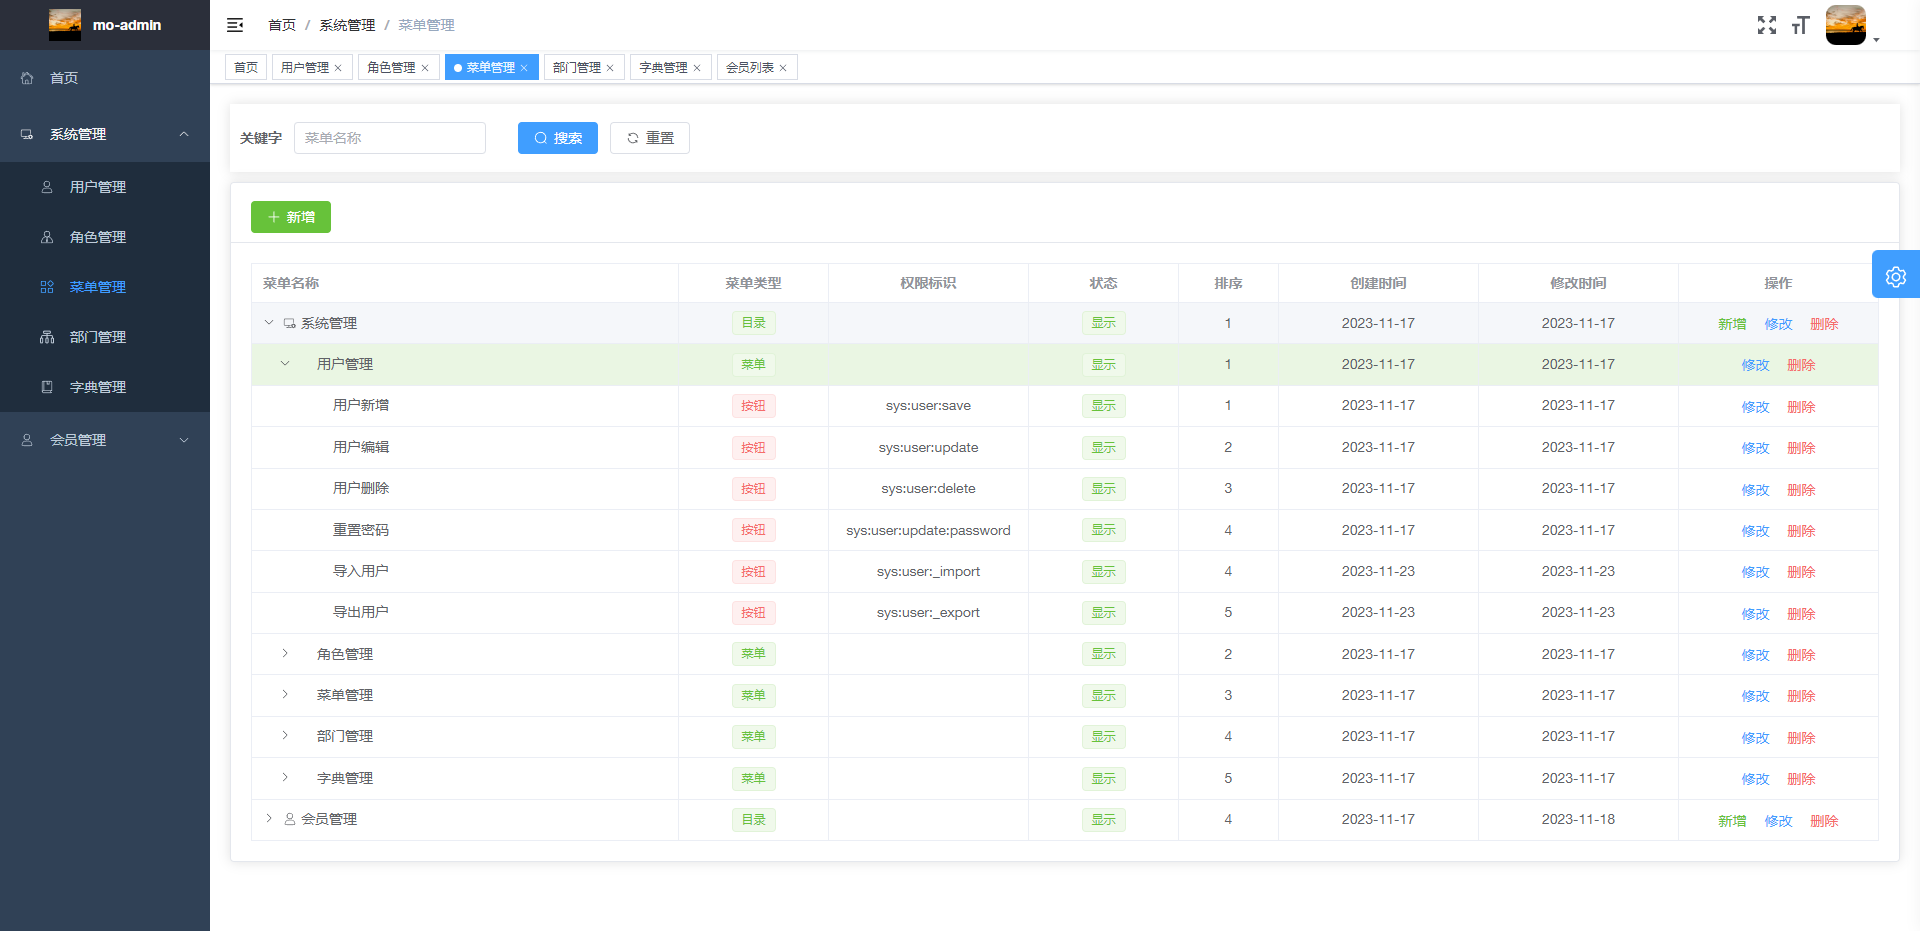 mo-admin
首页 / 系统管理 / 菜单管理
首页 用户管理 角色管理 菜单管理 部门管理 字典管理 会员列表
首页
系统管理
用户管理
角色管理
菜单管理
部门管理
字典管理
会员管理
关键字 菜单名称 搜索 重置
新增
菜单名称 菜单类型 权限标识 状态 排序 创建时间 修改时间 操作
系统管理 目录 显示 1 2023-11-17 2023-11-17 新增 修改 删除
用户管理 菜单 显示 1 2023-11-17 2023-11-17 修改 删除
用户新增 按钮 sys:user:save 显示 1 2023-11-17 2023-11-17 修改 删除
用户编辑 按钮 sys:user:update 显示 2 2023-11-17 2023-11-17 修改 删除
用户删除 按钮 sys:user:delete 显示 3 2023-11-17 2023-11-17 修改 删除
重置密码 按钮 sys:user:update:password 显示 4 2023-11-17 2023-11-17 修改 删除
导入用户 按钮 sys:user:_import 显示 4 2023-11-23 2023-11-23 修改 删除
导出用户 按钮 sys:user:_export 显示 5 2023-11-23 2023-11-23 修改 删除
角色管理 菜单 显示 2 2023-11-17 2023-11-17 修改 删除
菜单管理 菜单 显示 3 2023-11-17 2023-11-17 修改 删除
部门管理 菜单 显示 4 2023-11-17 2023-11-17 修改 删除
字典管理 菜单 显示 5 2023-11-17 2023-11-17 修改 删除
会员管理 目录 显示 4 2023-11-17 2023-11-18 新增 修改 删除